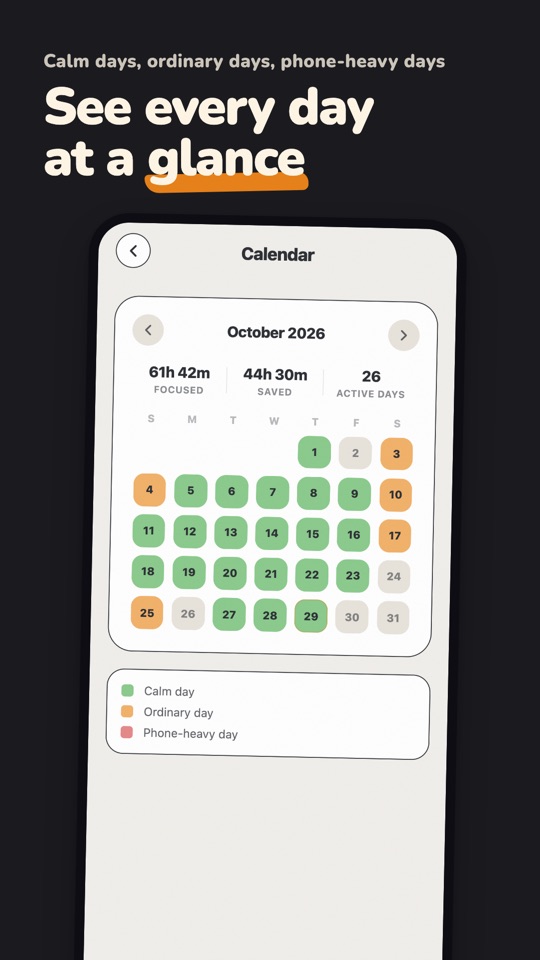 Calm days, ordinary days, phone-heavy days
See every day
at a glance
Calendar
October 2026
61h 42m 44h 30m 26
FOCUSED SAVED ACTIVE DAYS
S M T W T F S
1 2 3
4 5 6 7 8 9 10
11 12 13 14 15 16 17
18 19 20 21 22 23 24
25 26 27 28 29 30 31
Calm day
Ordinary day
Phone-heavy day